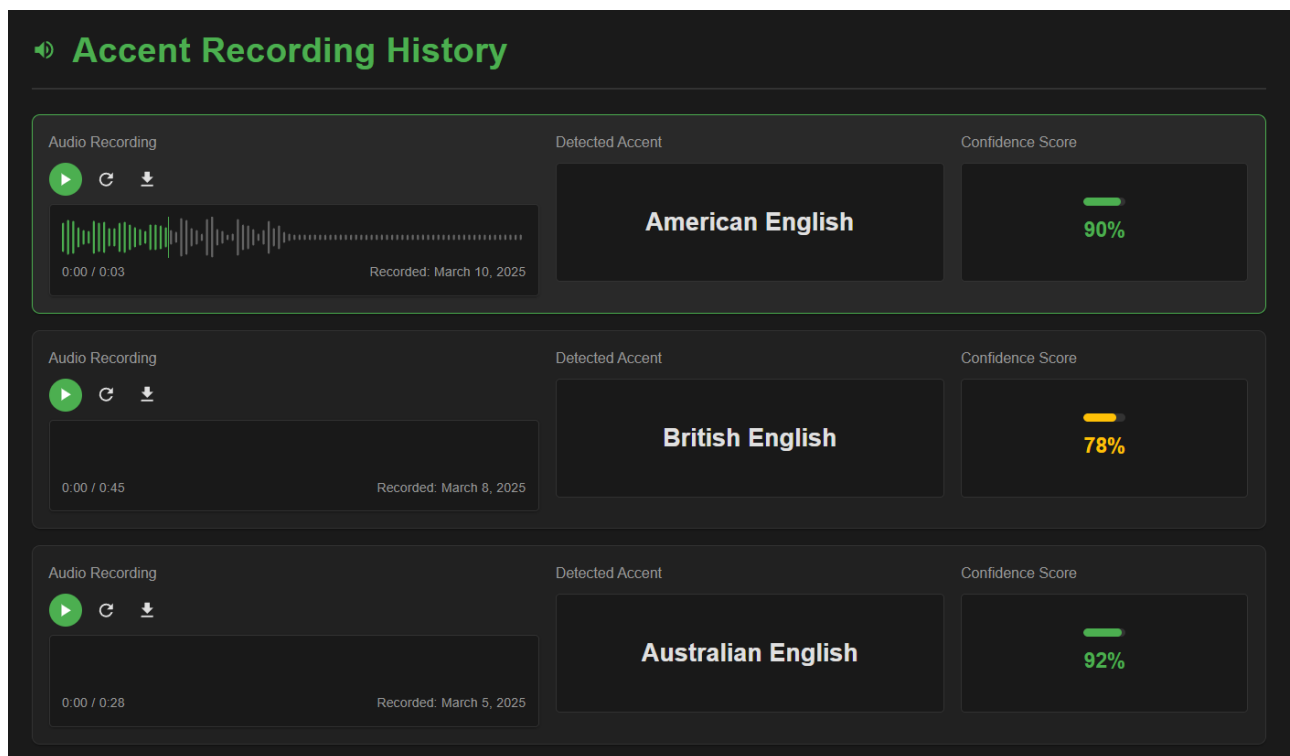 Accent Recording History
Audio Recording
Detected Accent
Confidence Score
American English
90%
0:00 / 0:03
Recorded: March 10, 2025
Audio Recording
Detected Accent
Confidence Score
British English
78%
0:00 / 0:45
Recorded: March 8, 2025
Audio Recording
Detected Accent
Confidence Score
Australian English
92%
0:00 / 0:28
Recorded: March 5, 2025